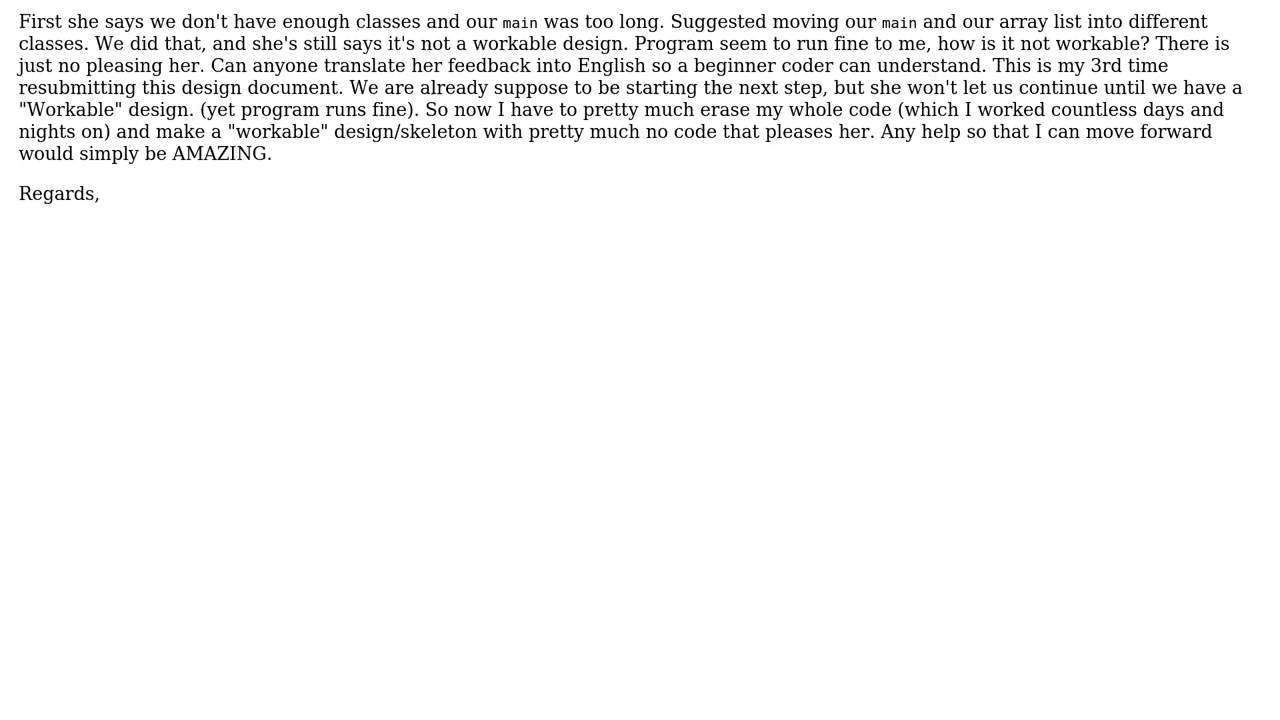 First she says we don't have enough classes and our main was too long. Suggested moving our main and our array list into different
classes. We did that, and she's still says it's not a workable design. Program seem to run fine to me, how is it not workable? There is
just no pleasing her. Can anyone translate her feedback into English so a beginner coder can understand. This is my 3rd time
resubmitting this design document. We are already suppose to be starting the next step, but she won't let us continue until we have a
"Workable" design. (yet program runs fine). So now I have to pretty much erase my whole code (which I worked countless days and
nights on) and make a "workable" design/skeleton with pretty much no code that pleases her. Any help so that I can move forward
would simply be AMAZING.
Regards,